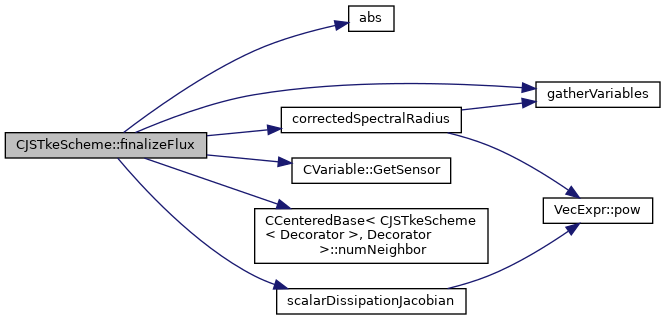 abs
gatherVariables
correctedSpectralRadius
CJSTkeScheme::finalizeFlux
CVariable::GetSensor
VecExpr::pow
CCenteredBase< CJSTkeScheme
< Decorator >, Decorator
>::numNeighbor
scalarDissipationJacobian